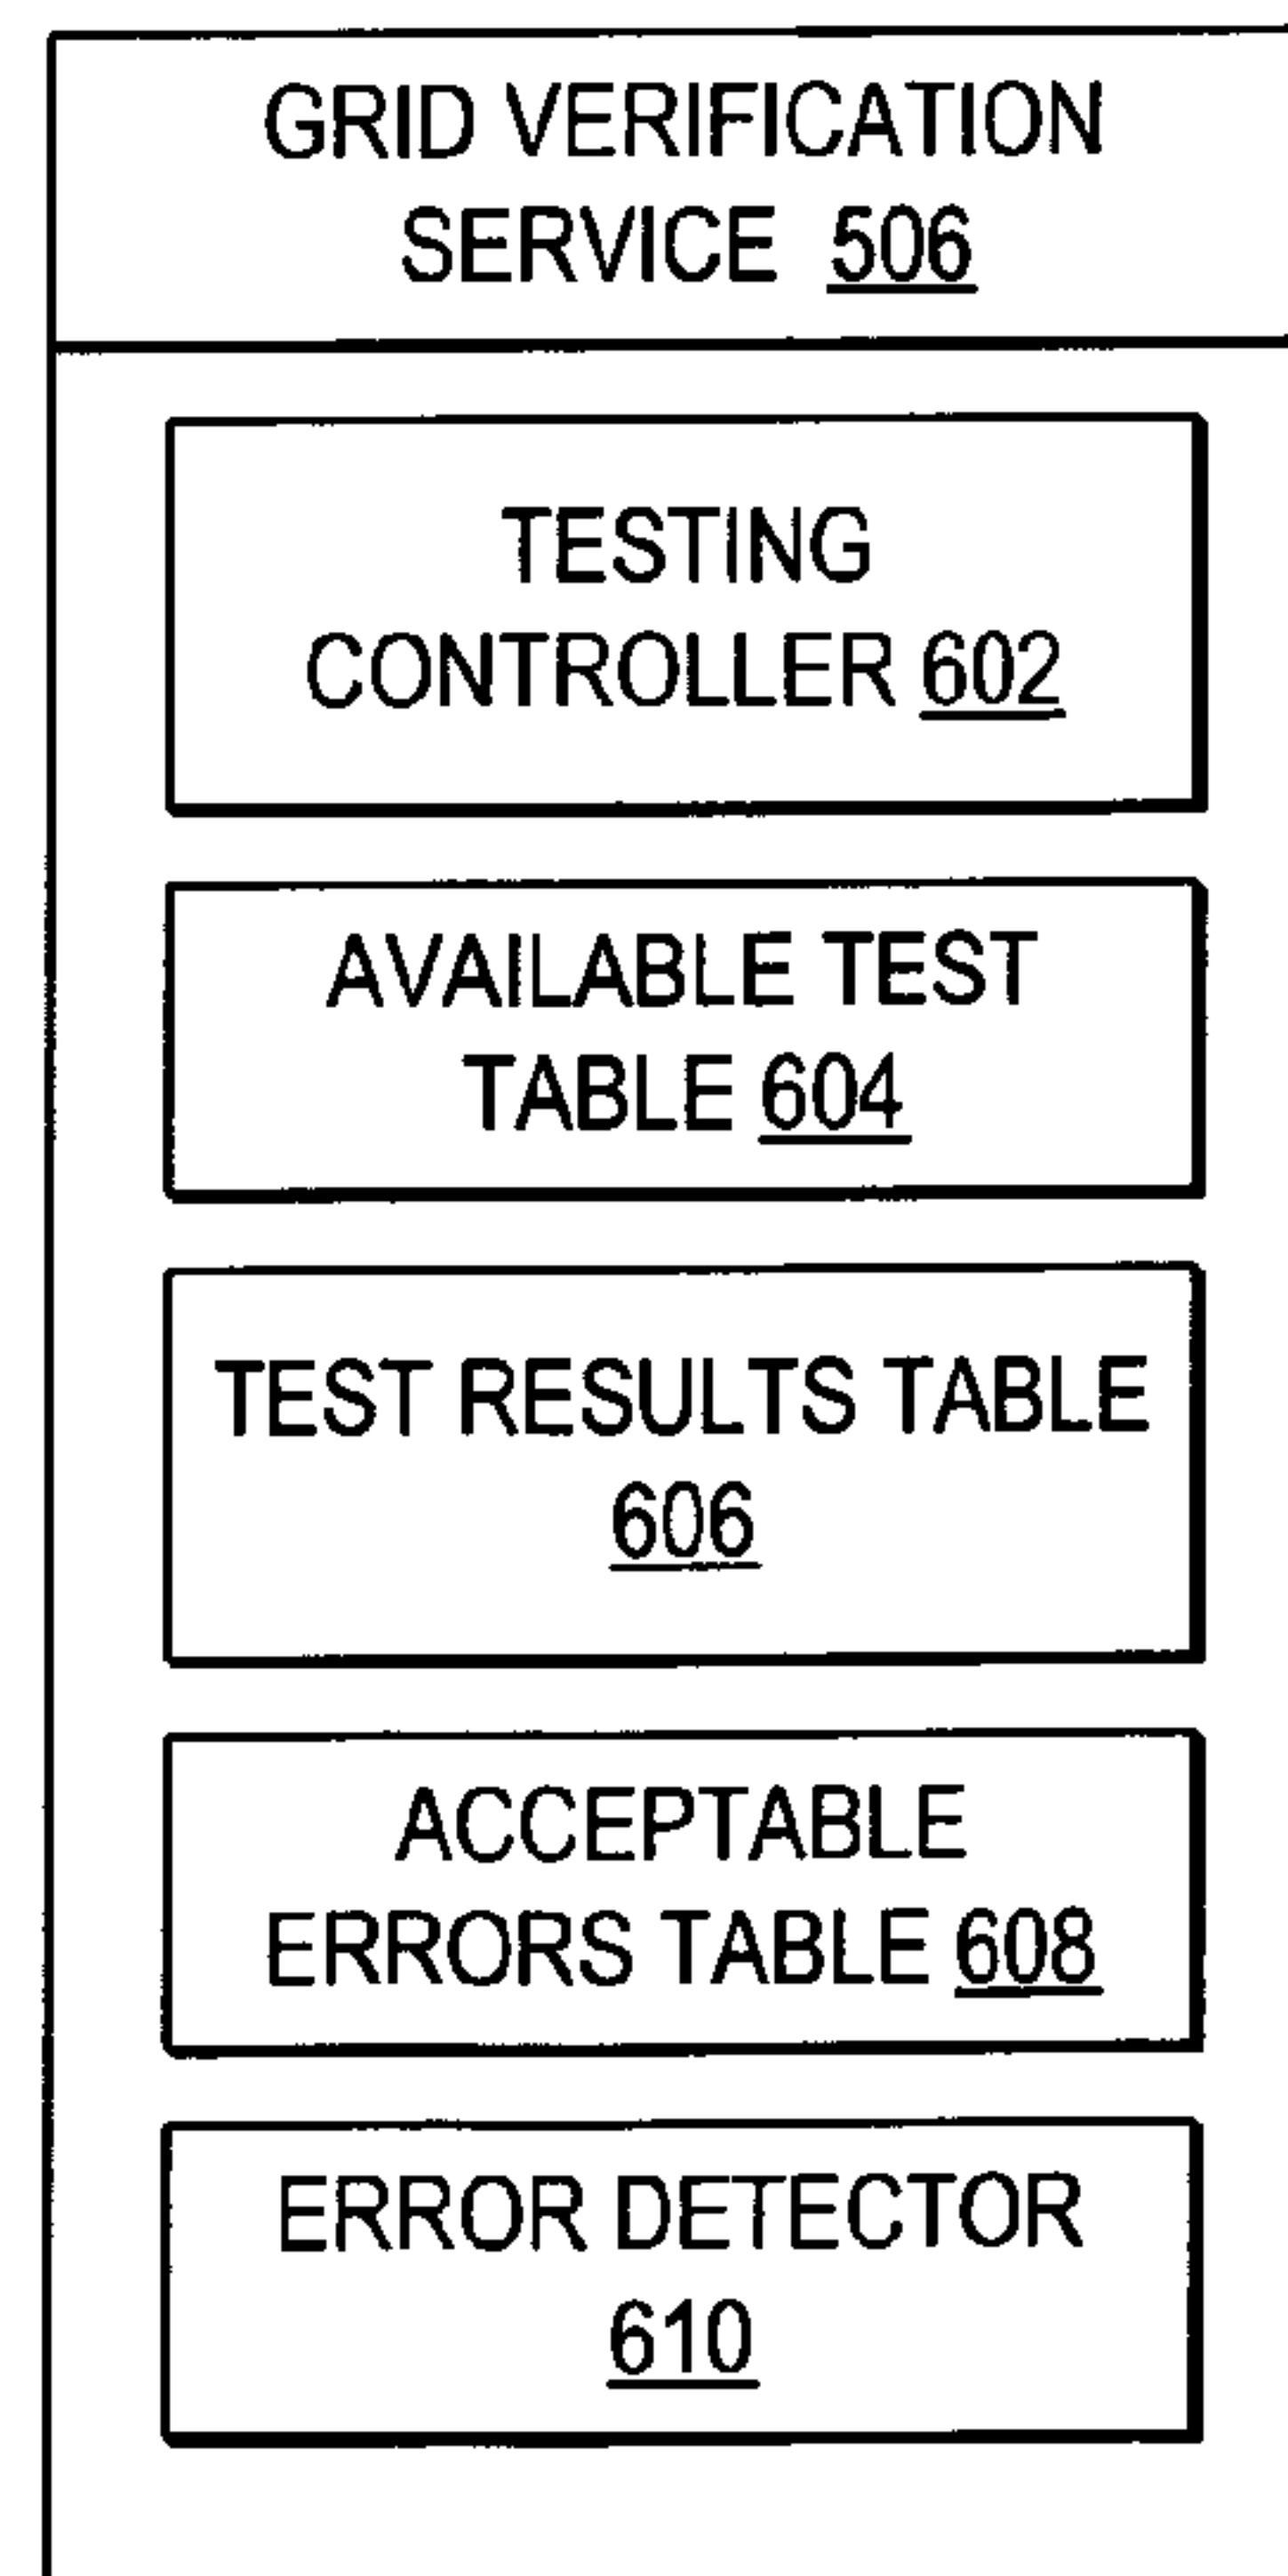 GRID VERIFICATION
SERVICE 506
TESTING
CONTROLLER 602
AVAILABLE TEST
TABLE 604
TEST RESULTS TABLE
606
ACCEPTABLE
ERRORS TABLE 608
ERROR DETECTOR
610